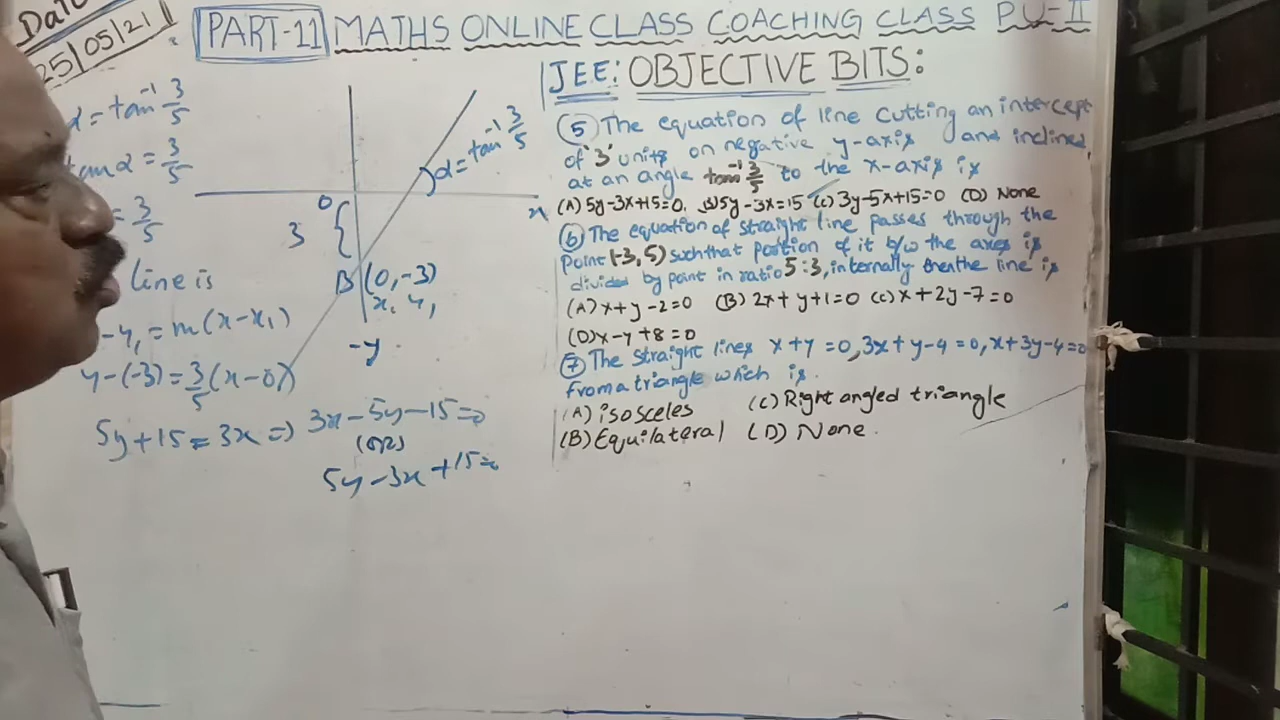 Date
25/05/21
PART-11 MATHS ONLINE CLASS COACHING CLASS P.U-II
JEE: OBJECTIVE BITS:
α = tan⁻¹ 3/5
tan α = 3/5
= 3/5
line is
-y₁ = m(x-x₁)
y-(-3) = 3/5 (x-0)
5y+15 = 3x ⇒ 3x-5y-15=0
(or)
5y-3x+15=0
α = tan⁻¹ 3/5
0
x
3
B (0,-3)
x₁ y₁
-y
(5) The equation of line cutting an intercept
of '3' units on negative y-axis and inclined
at an angle tan⁻¹ 3/5 to the x-axis is
(A) 5y-3x+15=0. (B) 5y-3x=15 (c) 3y-5x+15=0 (D) None
(6) The equation of straight line passes through the
point (-3, 5) such that portion of it b/w the axes is
divided by point in ratio 5:3, internally then the line is
(A) x+y-2=0 (B) 2x+y+1=0 (c) x+2y-7=0
(D) x-y+8=0
(7) The straight lines x+y=0, 3x+y-4=0, x+3y-4=0
from a triangle which is.
(A) isosceles (C) Right angled triangle
(B) Equilateral (D) None.